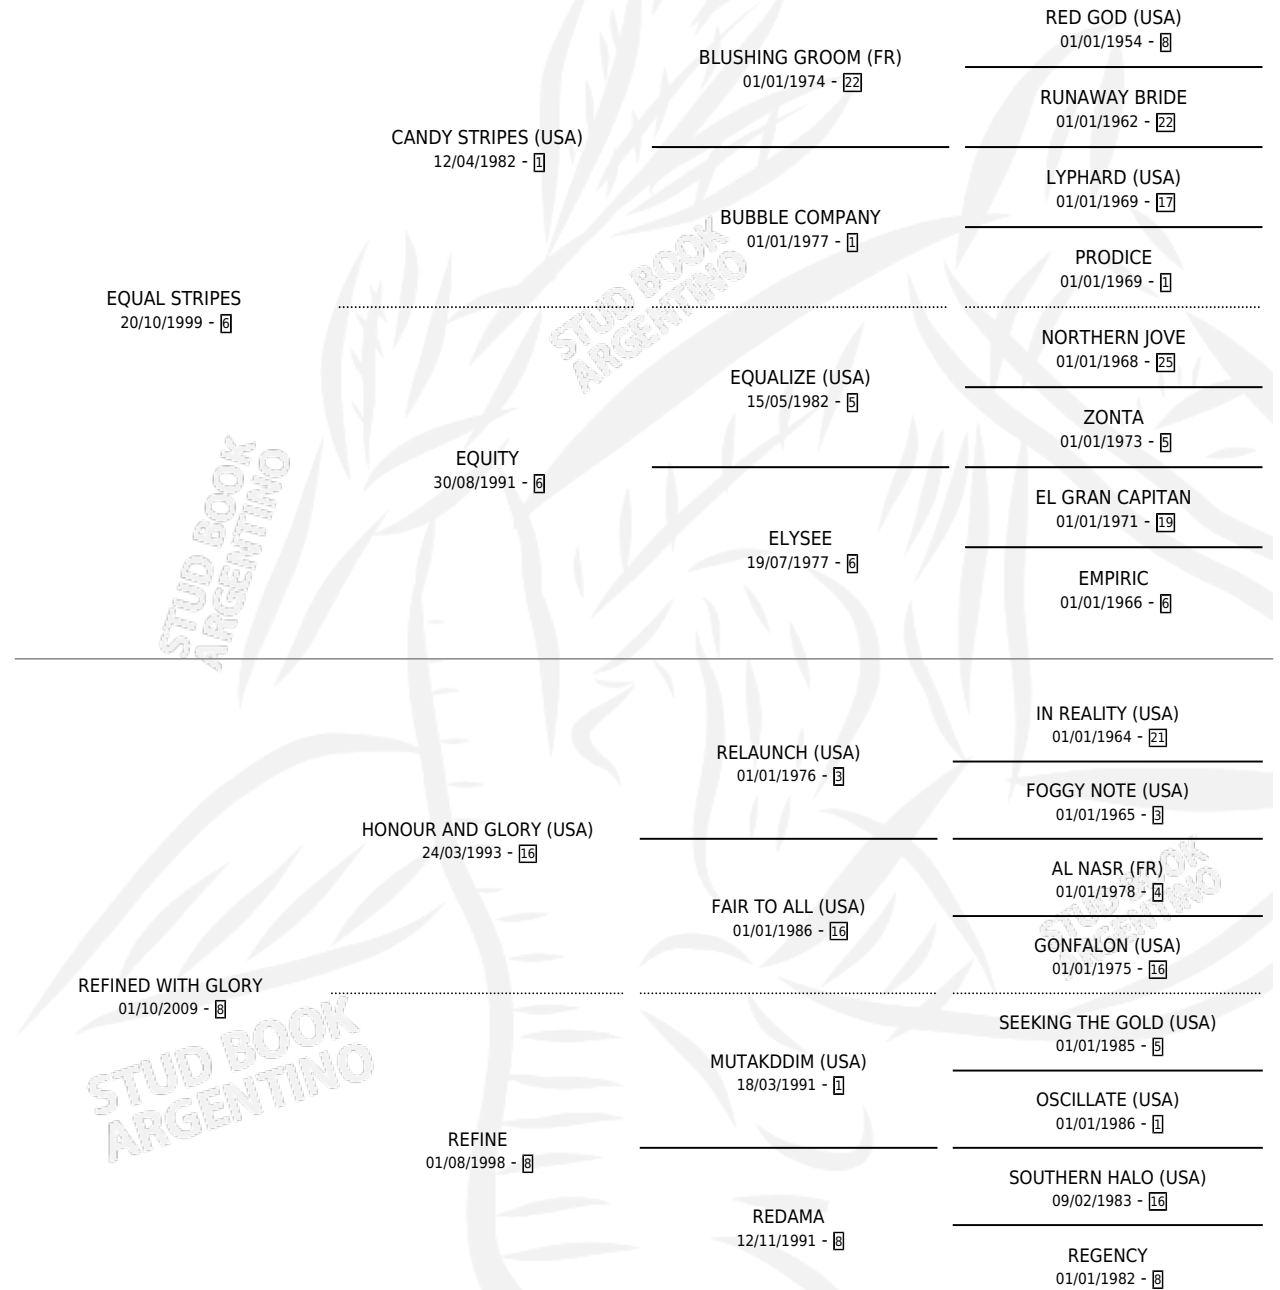 RED GOD (USA)
01/01/1954 - 8
BLUSHING GROOM (FR)
01/01/1974 - 22
RUNAWAY BRIDE
01/01/1962 - 22
CANDY STRIPES (USA)
12/04/1982 - 1
LYPHARD (USA)
01/01/1969 - 17
BUBBLE COMPANY
01/01/1977 - 1
PRODICE
01/01/1969 - 1
EQUAL STRIPES
20/10/1999 - 6
STUD BOOK
ARGENTINO
NORTHERN JOVE
01/01/1968 - 25
EQUALIZE (USA)
15/05/1982 - 5
ZONTA
01/01/1973 - 5
EQUITY
30/08/1991 - 6
EL GRAN CAPITAN
01/01/1971 - 19
ELYSEE
19/07/1977 - 6
EMPIRIC
01/01/1966 - 6
STUD BOOK
ARGENTINO
IN REALITY (USA)
01/01/1964 - 21
RELAUNCH (USA)
01/01/1976 - 3
FOGGY NOTE (USA)
01/01/1965 - 3
HONOUR AND GLORY (USA)
24/03/1993 - 16
AL NASR (FR)
01/01/1978 - 4
STUD BOOK
ARGENTINO
FAIR TO ALL (USA)
01/01/1986 - 16
GONFALON (USA)
01/01/1975 - 16
REFINED WITH GLORY
01/10/2009 - 8
STUD BOOK
ARGENTINO
SEEKING THE GOLD (USA)
01/01/1985 - 5
MUTAKDDIM (USA)
18/03/1991 - 1
OSCILLATE (USA)
01/01/1986 - 1
REFINE
01/08/1998 - 8
SOUTHERN HALO (USA)
09/02/1983 - 16
REDAMA
12/11/1991 - 8
REGENCY
01/01/1982 - 8